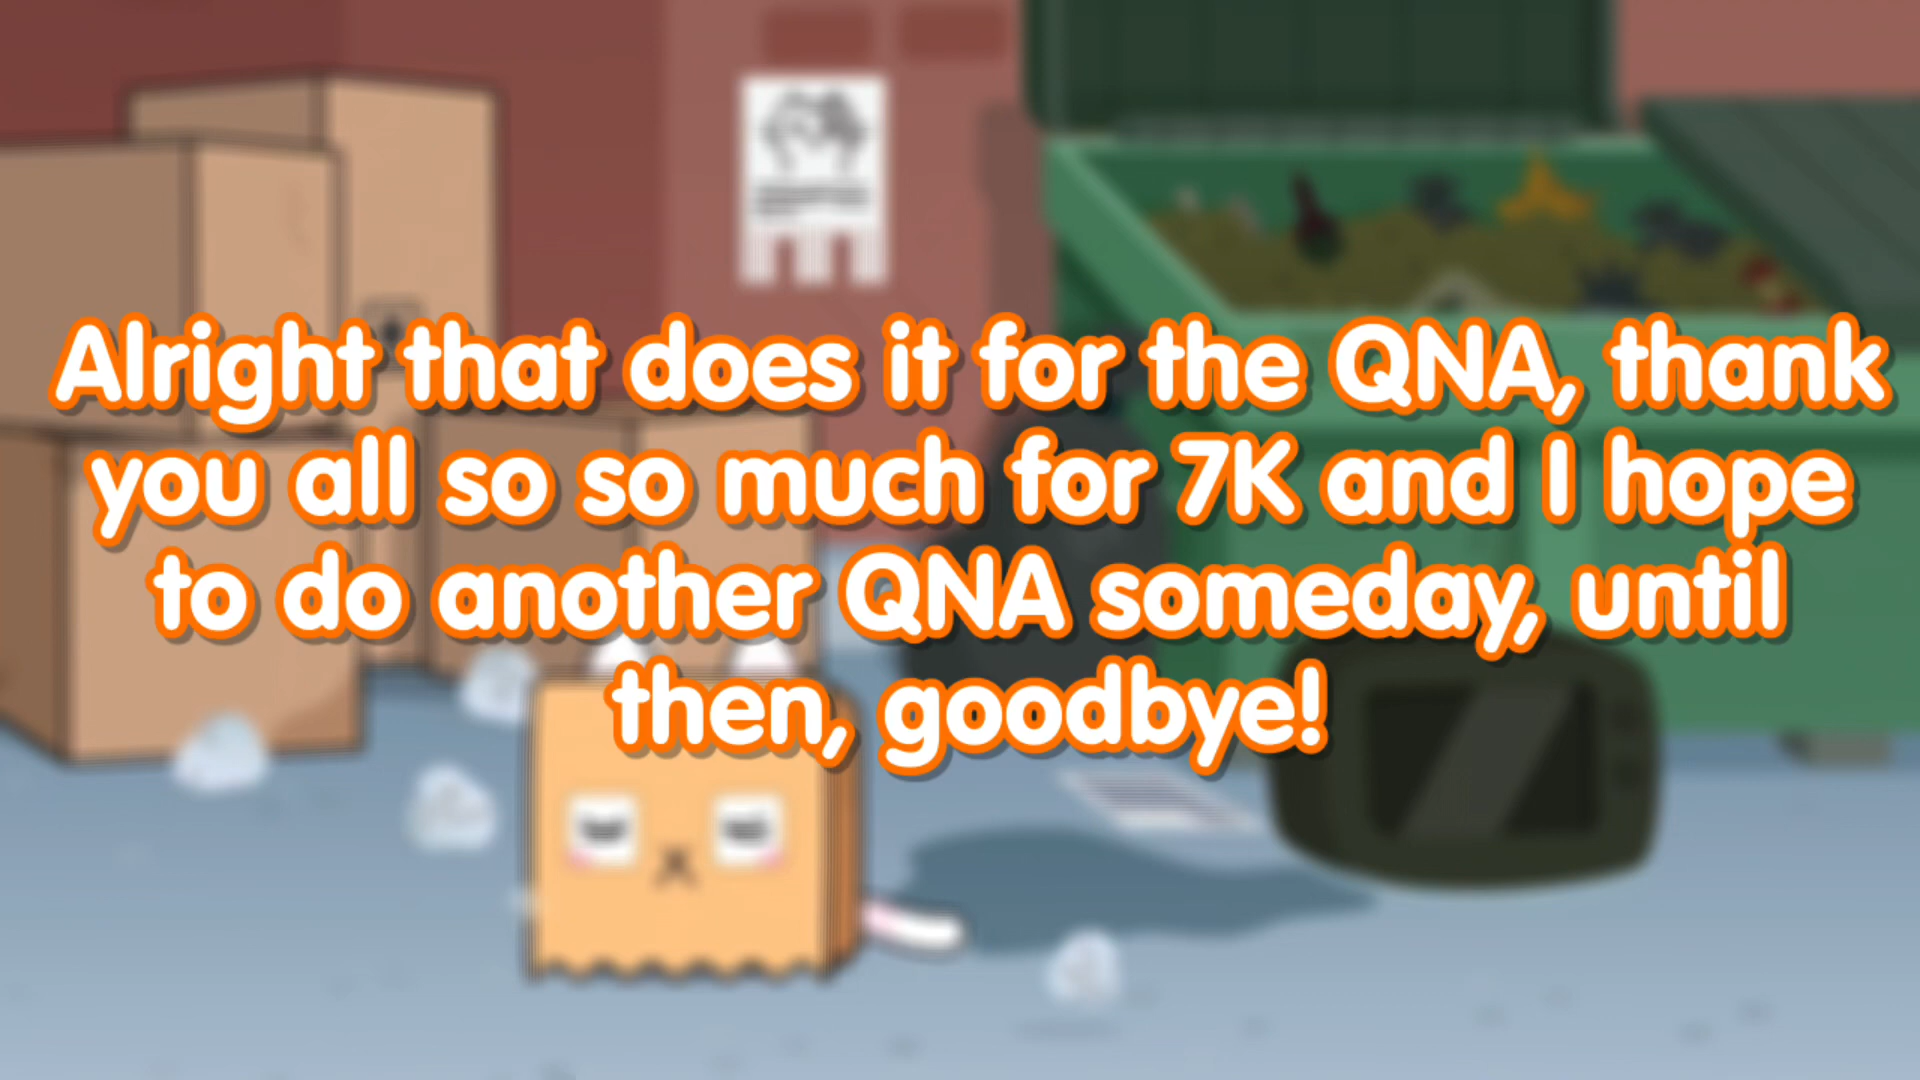 Alright that does it for the QNA, thank
you all so so much for 7K and I hope
to do another QNA someday, until
then, goodbye!